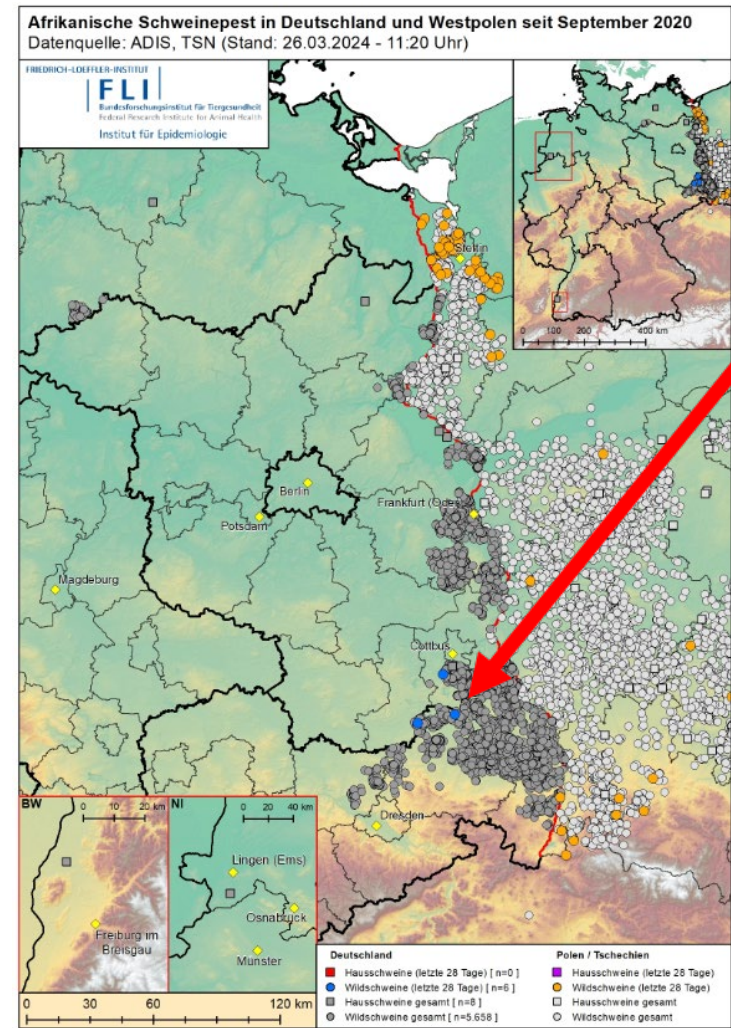 Afrikanische Schweinepest in Deutschland und Westpolen seit September 2020
Datenquelle: ADIS, TSN (Stand: 26.03.2024 - 11:20 Uhr)
FRIEDRICH-LOEFFLER-INSTITUT
FLI
Bundesforschungsinstitut für Tiergesundheit
Federal Research Institute for Animal Health
Institut für Epidemiologie
0 100 200 400 km
Stettin
Berlin
Potsdam
Frankfurt (Oder)
Magdeburg
Cottbus
Dresden
BW
0 10 20 km
Freiburg im
Breisgau
NI
0 20 40 km
Lingen (Ems)
Osnabrück
Münster
0 30 60 120 km
Deutschland
Hausschweine (letzte 28 Tage) [ n=0 ]
Wildschweine (letzte 28 Tage) [ n=6 ]
Hausschweine gesamt [ n=8 ]
Wildschweine gesamt [ n=5.658 ]
Polen / Tschechien
Hausschweine (letzte 28 Tage)
Wildschweine (letzte 28 Tage)
Hausschweine gesamt
Wildschweine gesamt